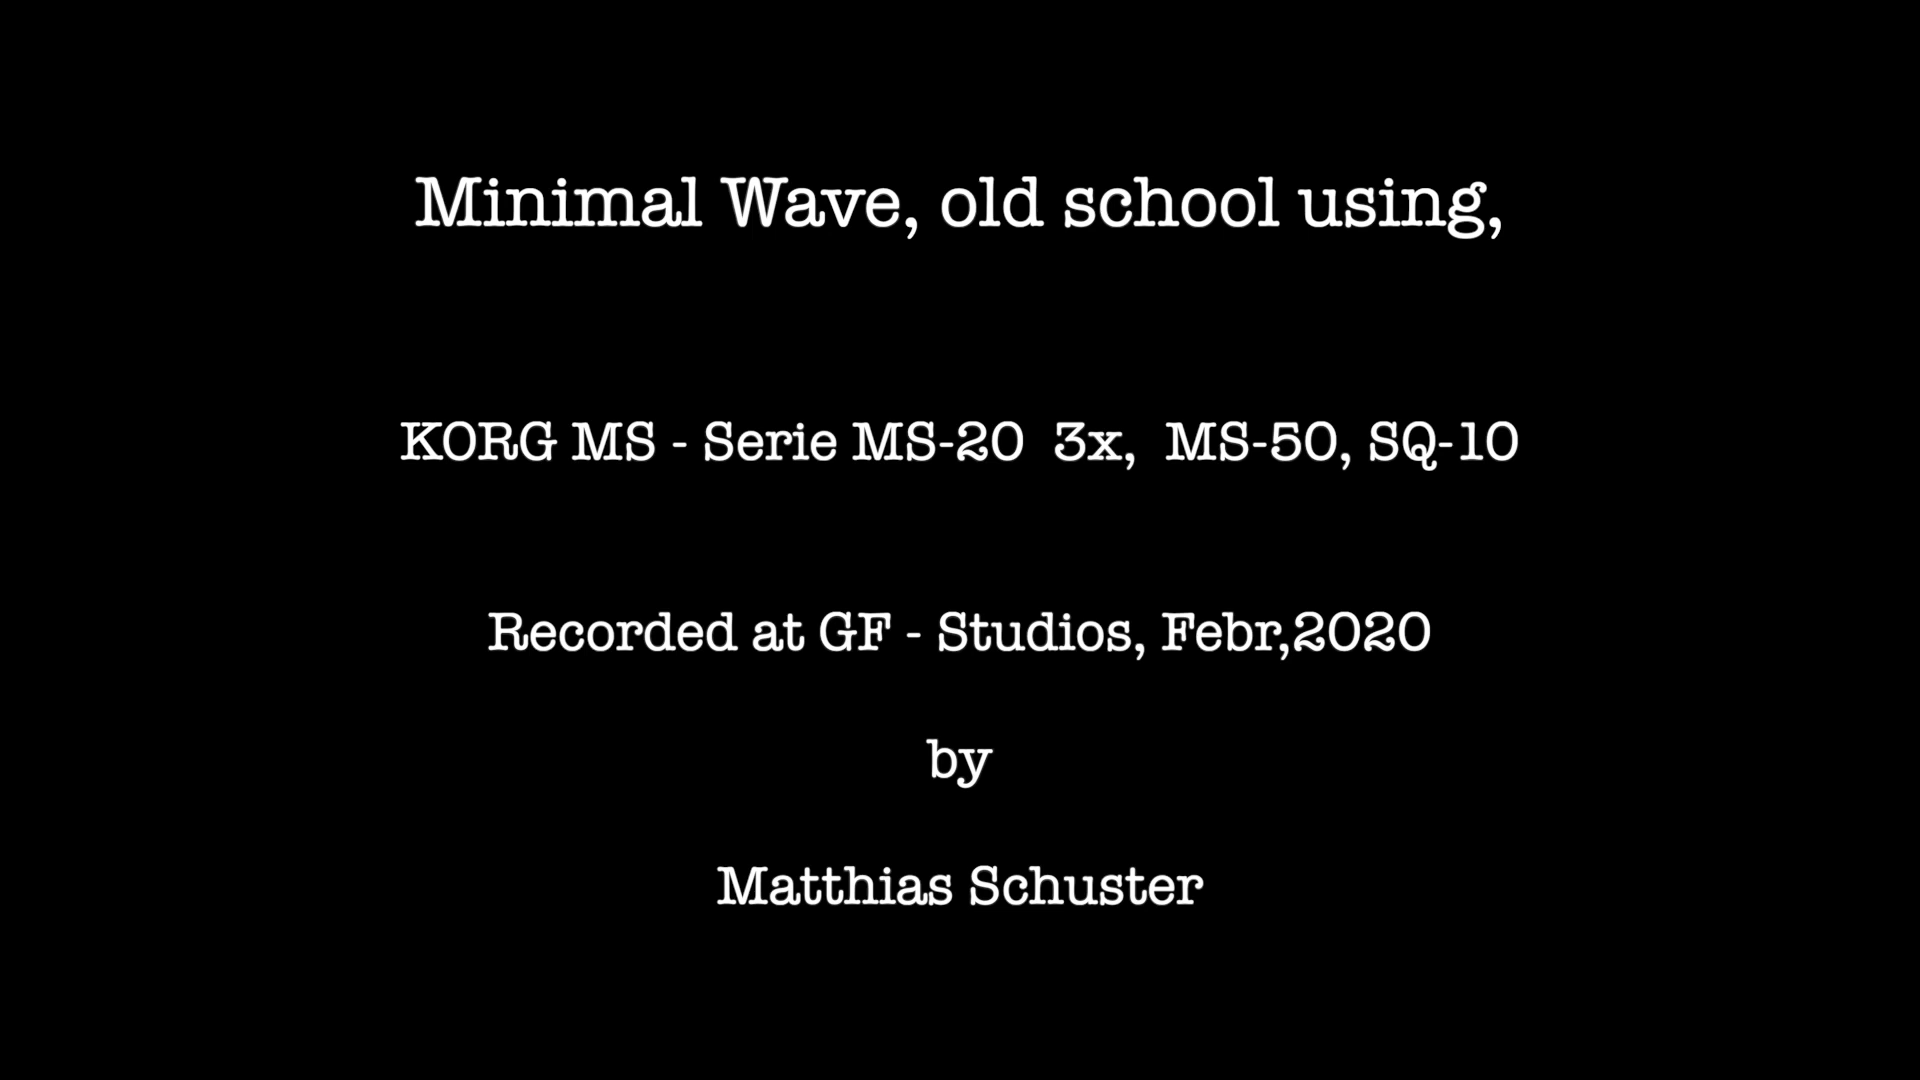 Minimal Wave, old school using,
KORG MS - Serie MS-20  3x,  MS-50, SQ-10
Recorded at GF - Studios, Febr,2020
by
Matthias Schuster